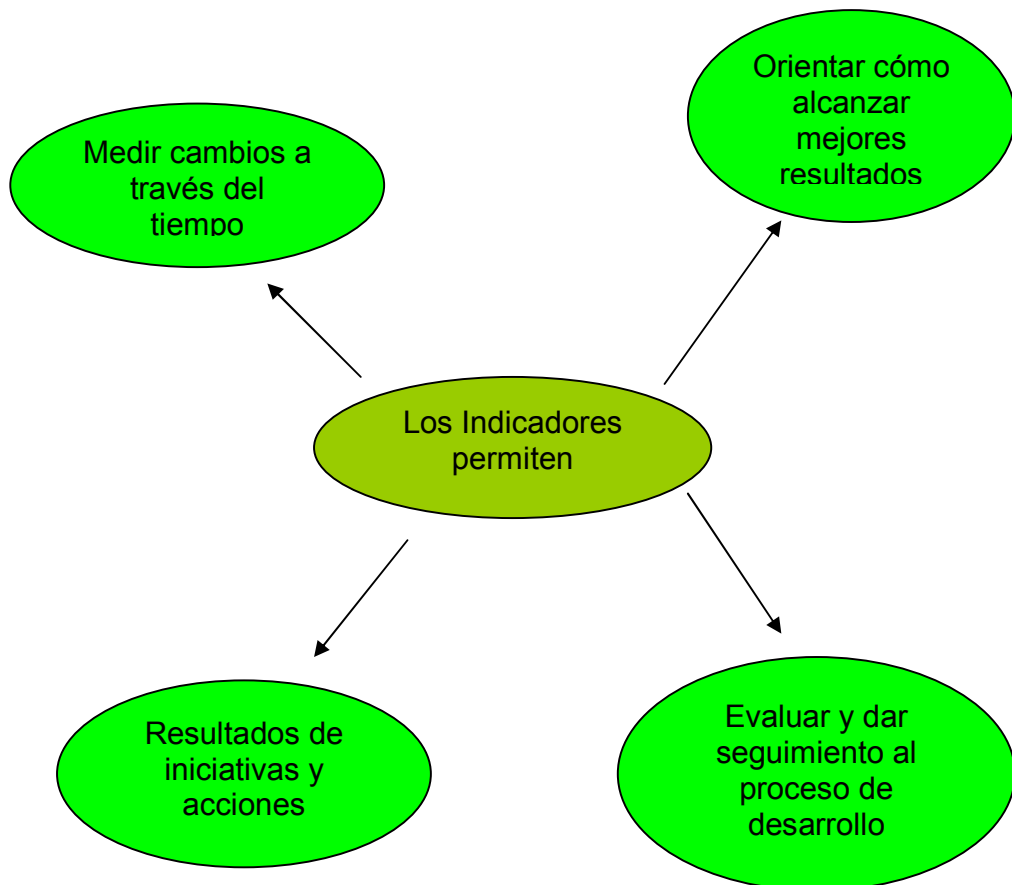 Orientar cómo
alcanzar
mejores
resultados
Medir cambios a
través del
tiempo
Los Indicadores
permiten
Resultados de
iniciativas y
acciones
Evaluar y dar
seguimiento al
proceso de
desarrollo